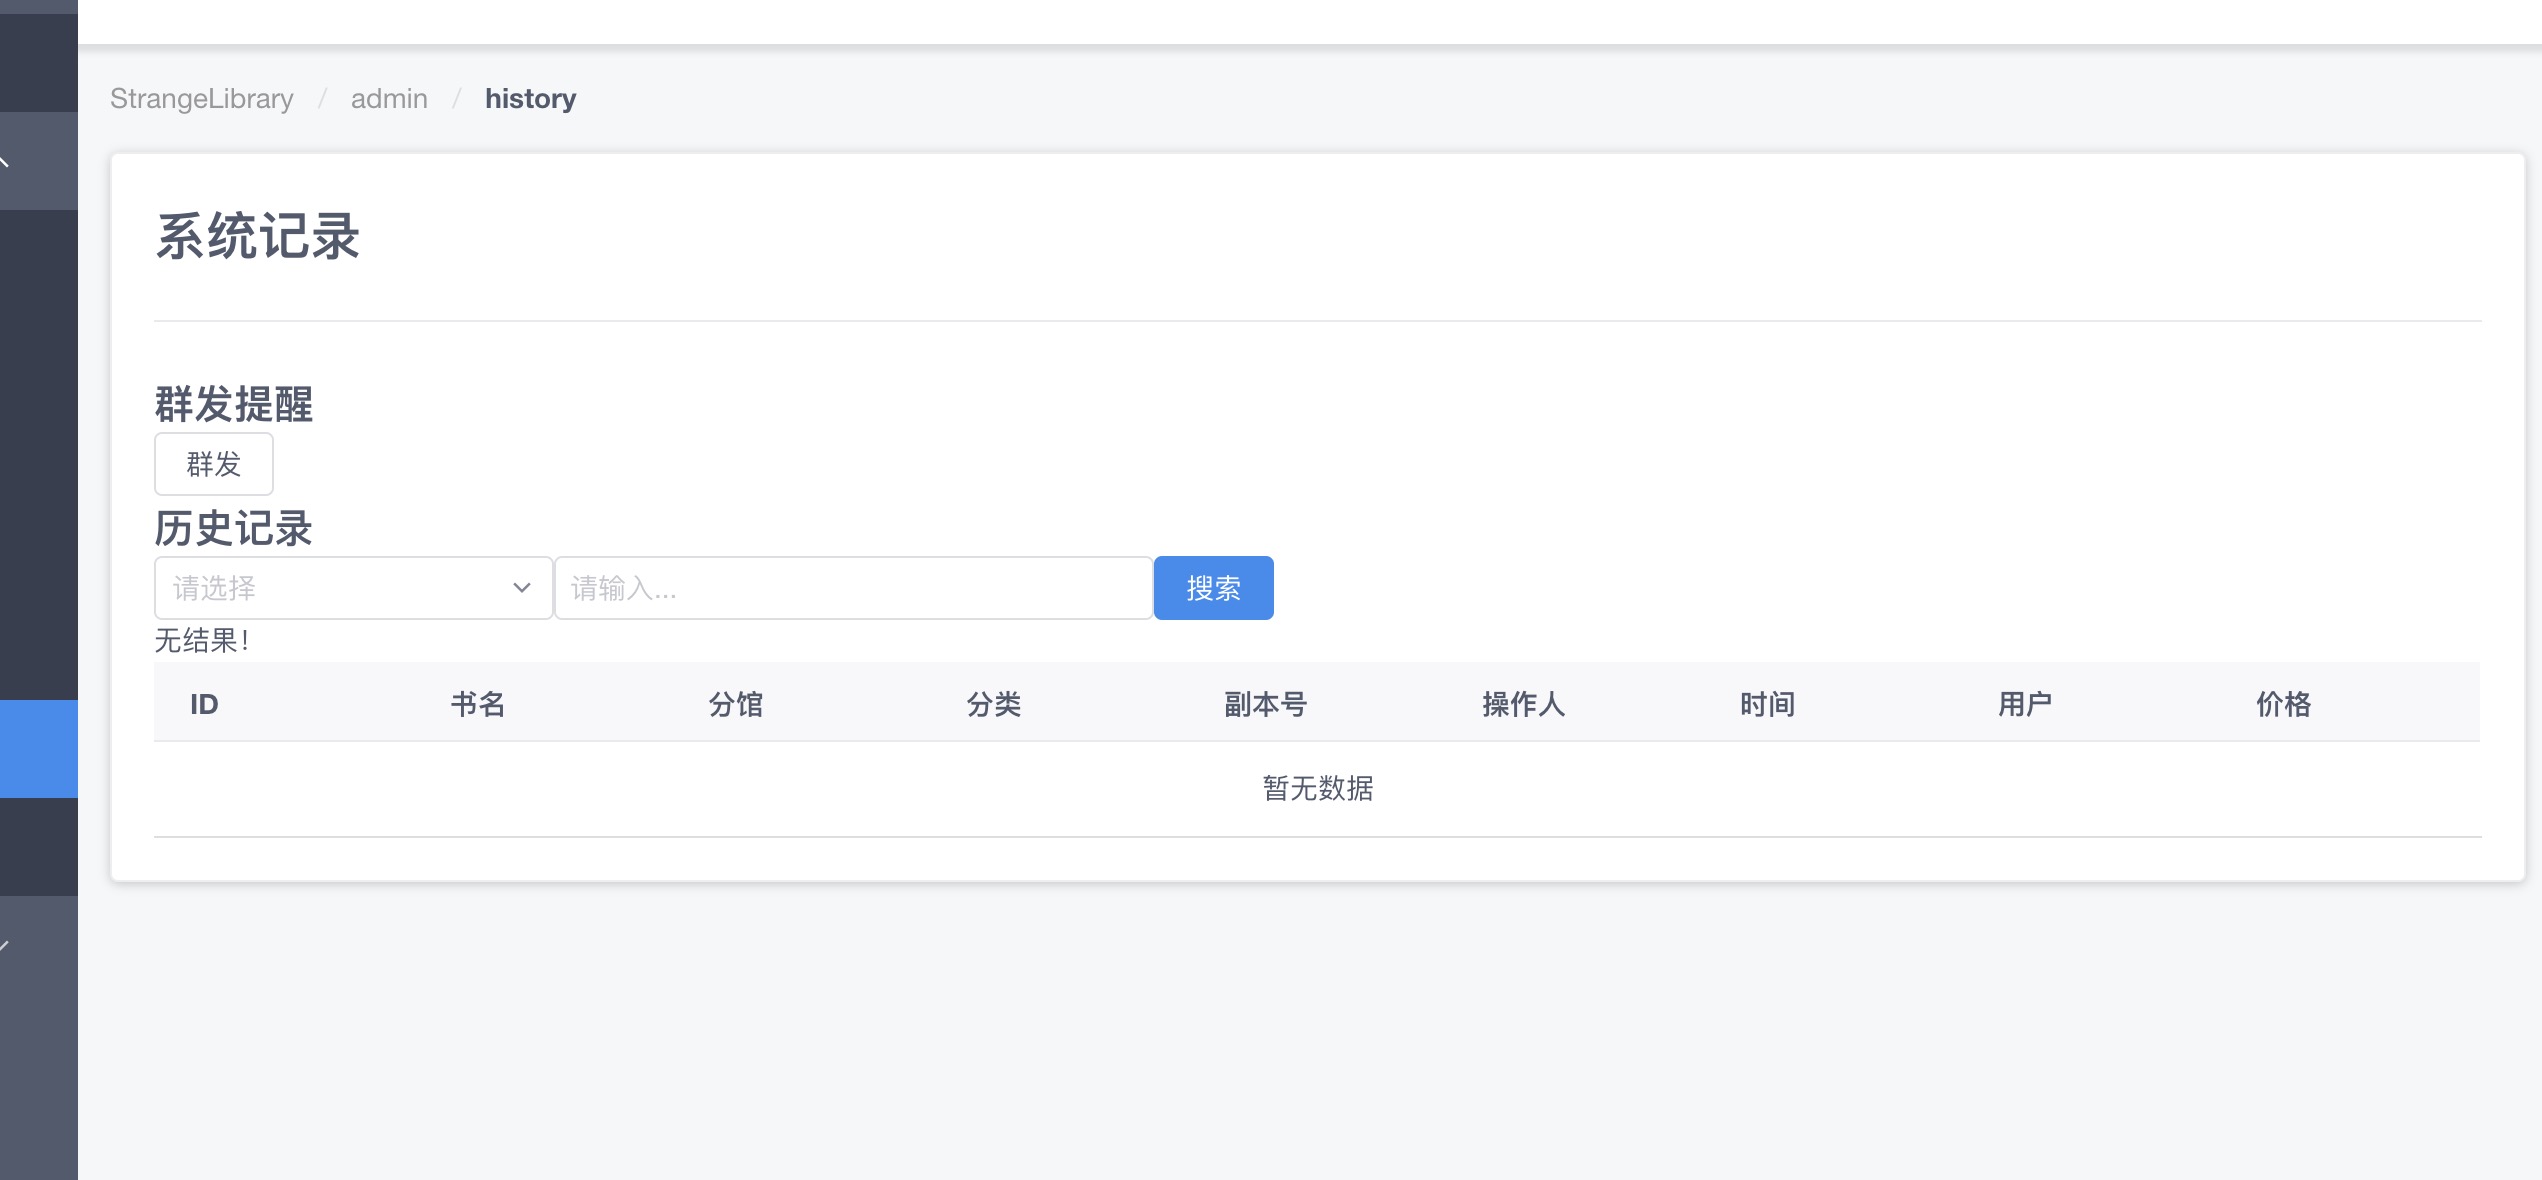 StrangeLibrary / admin / history
系统记录
群发提醒
群发
历史记录
请选择 请输入... 搜索
无结果！
ID 书名 分馆 分类 副本号 操作人 时间 用户 价格
暂无数据